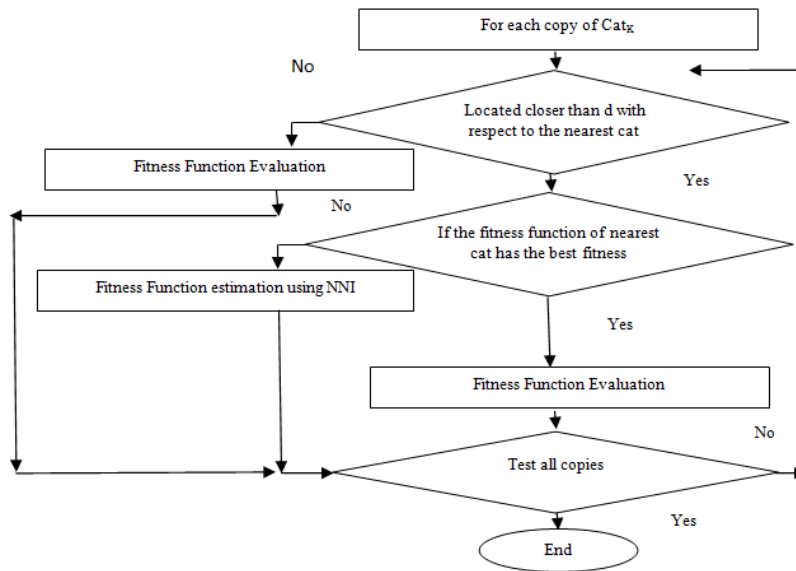 For each copy of Catₖ
No
Located closer than d with
respect to the nearest cat
Fitness Function Evaluation
Yes
No
If the fitness function of nearest
cat has the best fitness
Fitness Function estimation using NNI
Yes
Fitness Function Evaluation
No
Test all copies
Yes
End